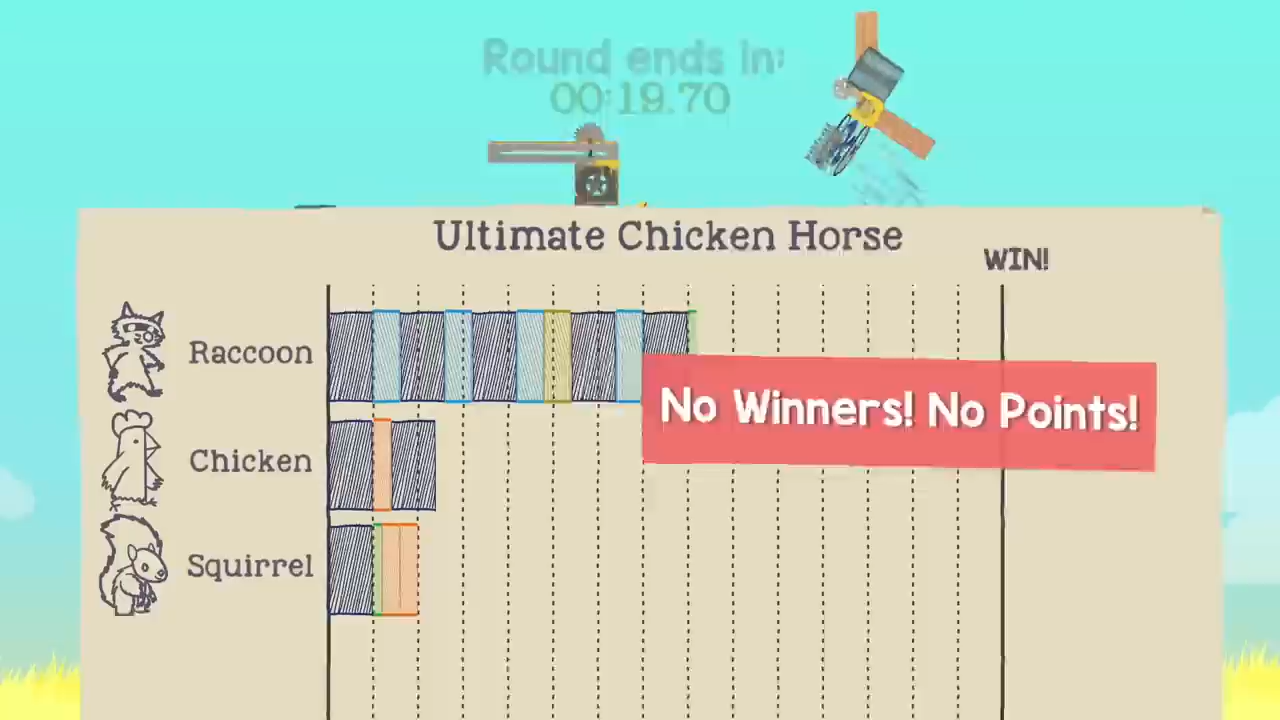 Round ends in:
00:19.70
Ultimate Chicken Horse
WIN!
Raccoon
No Winners! No Points!
Chicken
Squirrel